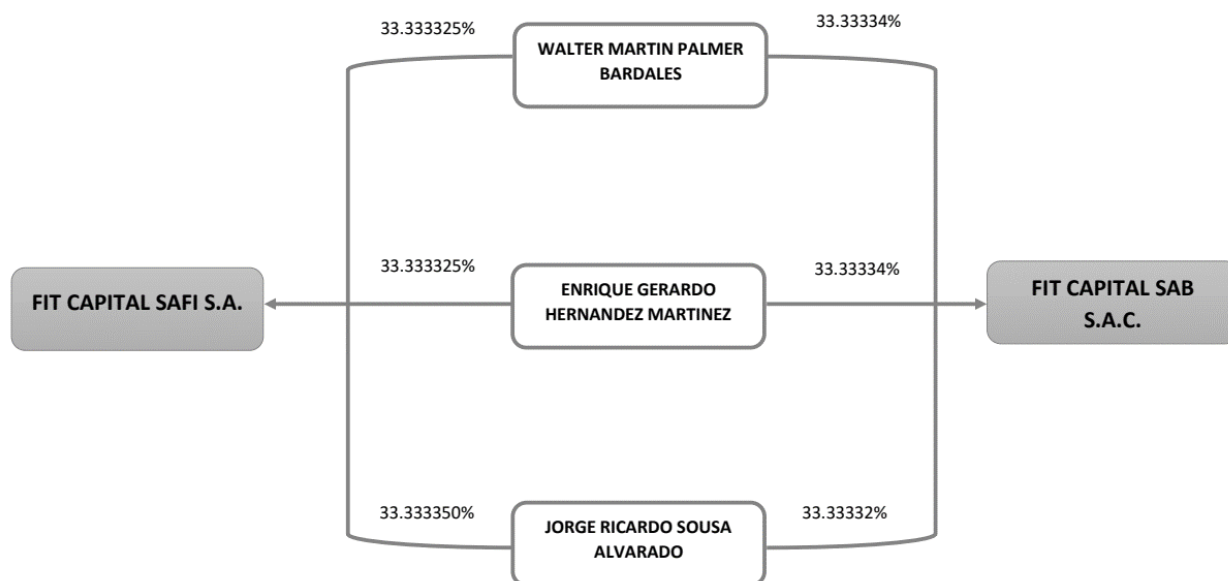 33.333325%
WALTER MARTIN PALMER
BARDALES
33.33334%
33.333325%
33.33334%
FIT CAPITAL SAFI S.A.
ENRIQUE GERARDO
HERNANDEZ MARTINEZ
FIT CAPITAL SAB
S.A.C.
33.333350%
JORGE RICARDO SOUSA
ALVARADO
33.33332%